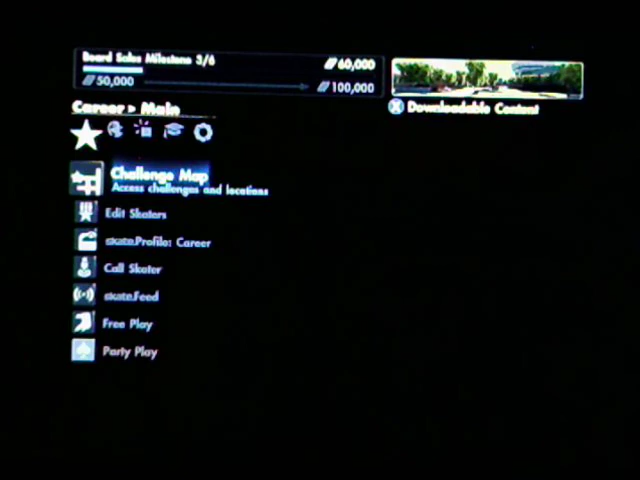 Board Sales Milestone 3/6
60,000
50,000
100,000
Career ▸ Main
X Downloadable Content
Challenge Map
Access challenges and locations
Edit Skaters
skate.Profile: Career
Call Skater
skate.Feed
Free Play
Party Play